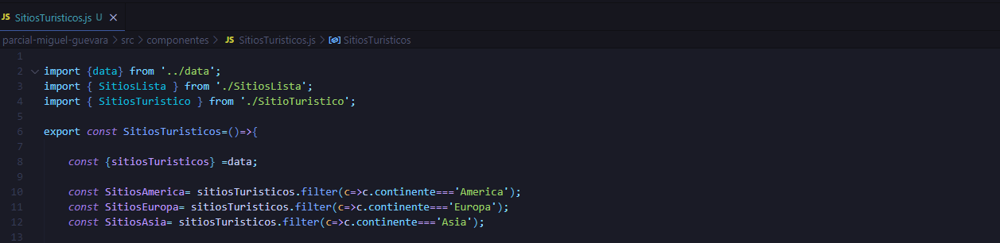 JS SitiosTuristicos.js U ×
parcial-miguel-guevara > src > componentes > JS SitiosTuristicos.js > SitiosTuristicos
1
2 import {data} from '../data';
3 import { SitiosLista } from './SitiosLista';
4 import { SitiosTuristico } from './SitioTuristico';
5
6 export const SitiosTuristicos=()=>{
7
8 const {sitiosTuristicos} =data;
9
10 const SitiosAmerica= sitiosTuristicos.filter(c=>c.continente==='America');
11 const SitiosEuropa= sitiosTuristicos.filter(c=>c.continente==='Europa');
12 const SitiosAsia= sitiosTuristicos.filter(c=>c.continente==='Asia');
13